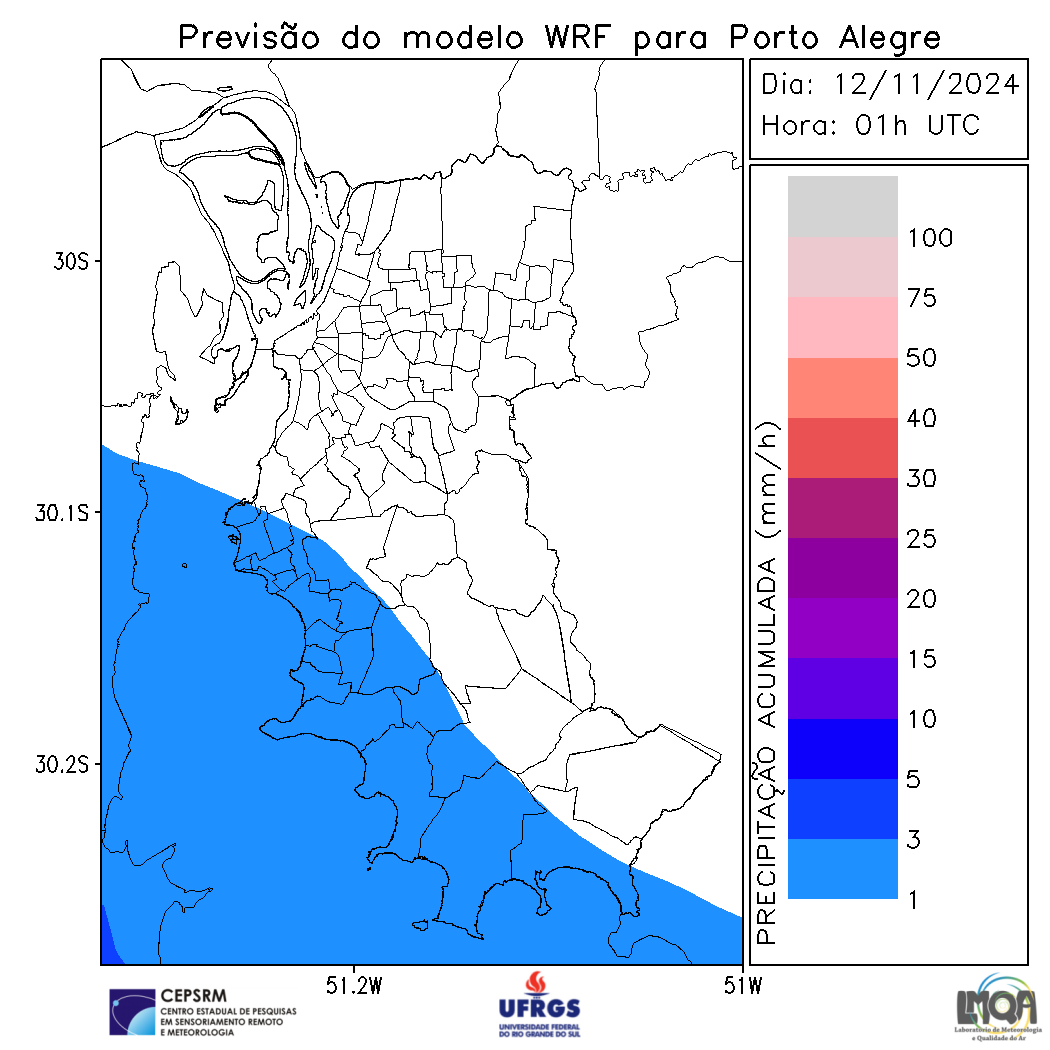 Previsão do modelo WRF para Porto Alegre
Dia: 12/11/2024
Hora: 01h UTC
30S
30.1S
30.2S
51.2W
51W
PRECIPITAÇÃO ACUMULADA (mm/h)
100
75
50
40
30
25
20
15
10
5
3
1
CEPSRM
CENTRO ESTADUAL DE PESQUISAS
EM SENSORIAMENTO REMOTO
E METEOROLOGIA
UFRGS
UNIVERSIDADE FEDERAL
DO RIO GRANDE DO SUL
LMQA
Laboratório de Meteorologia
e Qualidade do Ar